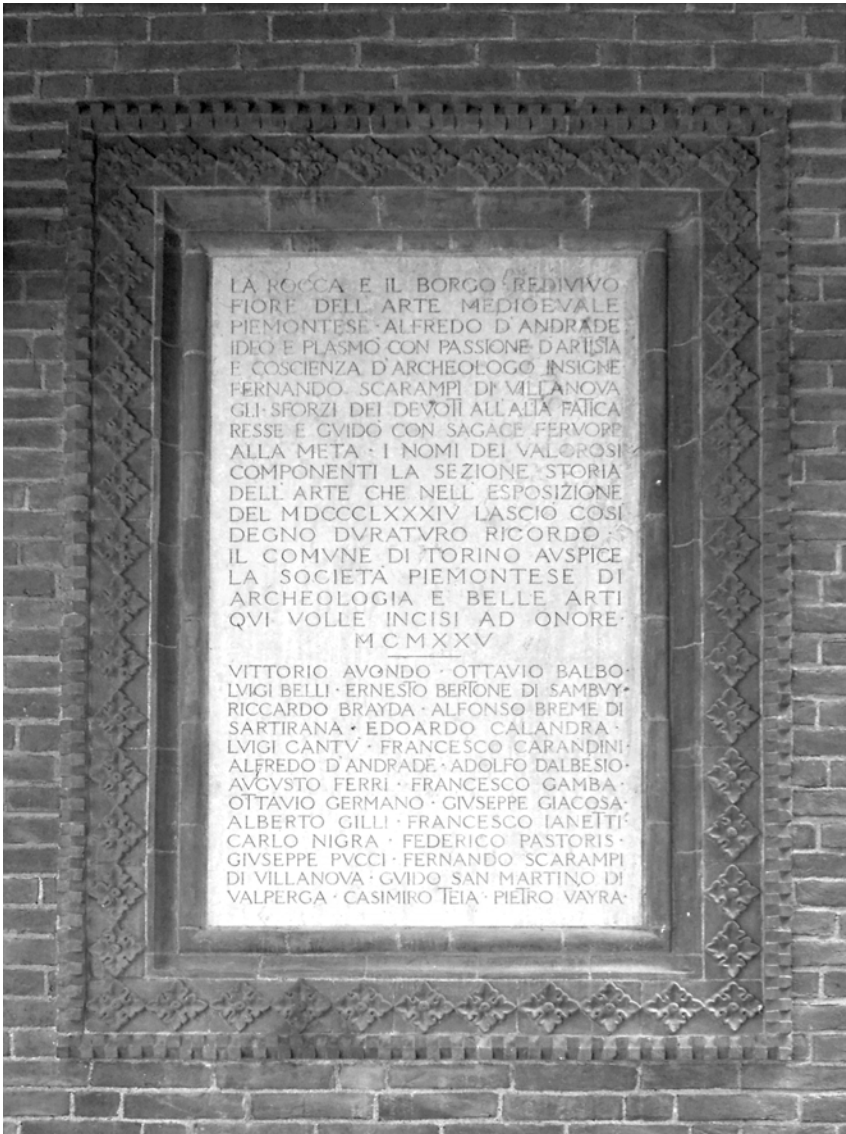 LA ROCCA E IL BORGO REDIVIVO
FIORE DELL'ARTE MEDIOEVALE
PIEMONTESE · ALFREDO D'ANDRADE
IDEO E PLASMO' CON PASSIONE D'ARTISTA
E COSCIENZA D'ARCHEOLOGO INSIGNE
FERNANDO SCARAMPI DI VILLANOVA
GLI · SFORZI DEI DEVOTI ALL'ALTA FATICA
RESSE E GVIDO' CON SAGACE FERVORE
ALLA META · I NOMI DEI VALOROSI
COMPONENTI LA SEZIONE STORIA
DELL'ARTE CHE NELL'ESPOSIZIONE
DEL MDCCCLXXXIV LASCIO' COSI'
DEGNO DVRATVRO RICORDO ·
IL COMVNE DI TORINO AVSPICE
LA SOCIETÀ PIEMONTESE DI
ARCHEOLOGIA E BELLE ARTI
QVI VOLLE INCISI AD ONORE ·
MCMXXV
VITTORIO AVONDO · OTTAVIO BALBO ·
LVIGI BELLI · ERNESTO BERTONE DI SAMBVY ·
RICCARDO BRAYDA · ALFONSO BREME DI
SARTIRANA · EDOARDO CALANDRA ·
LVIGI CANTV' · FRANCESCO CARANDINI ·
ALFREDO D'ANDRADE · ADOLFO DALBESIO ·
AVGVSTO FERRI · FRANCESCO GAMBA ·
OTTAVIO GERMANO · GIVSEPPE GIACOSA ·
ALBERTO GILLI · FRANCESCO IANETTI ·
CARLO NIGRA · FEDERICO PASTORIS ·
GIVSEPPE PVCCI · FERNANDO SCARAMPI
DI VILLANOVA · GVIDO SAN MARTINO DI
VALPERGA · CASIMIRO TEIA · PIETRO VAYRA ·